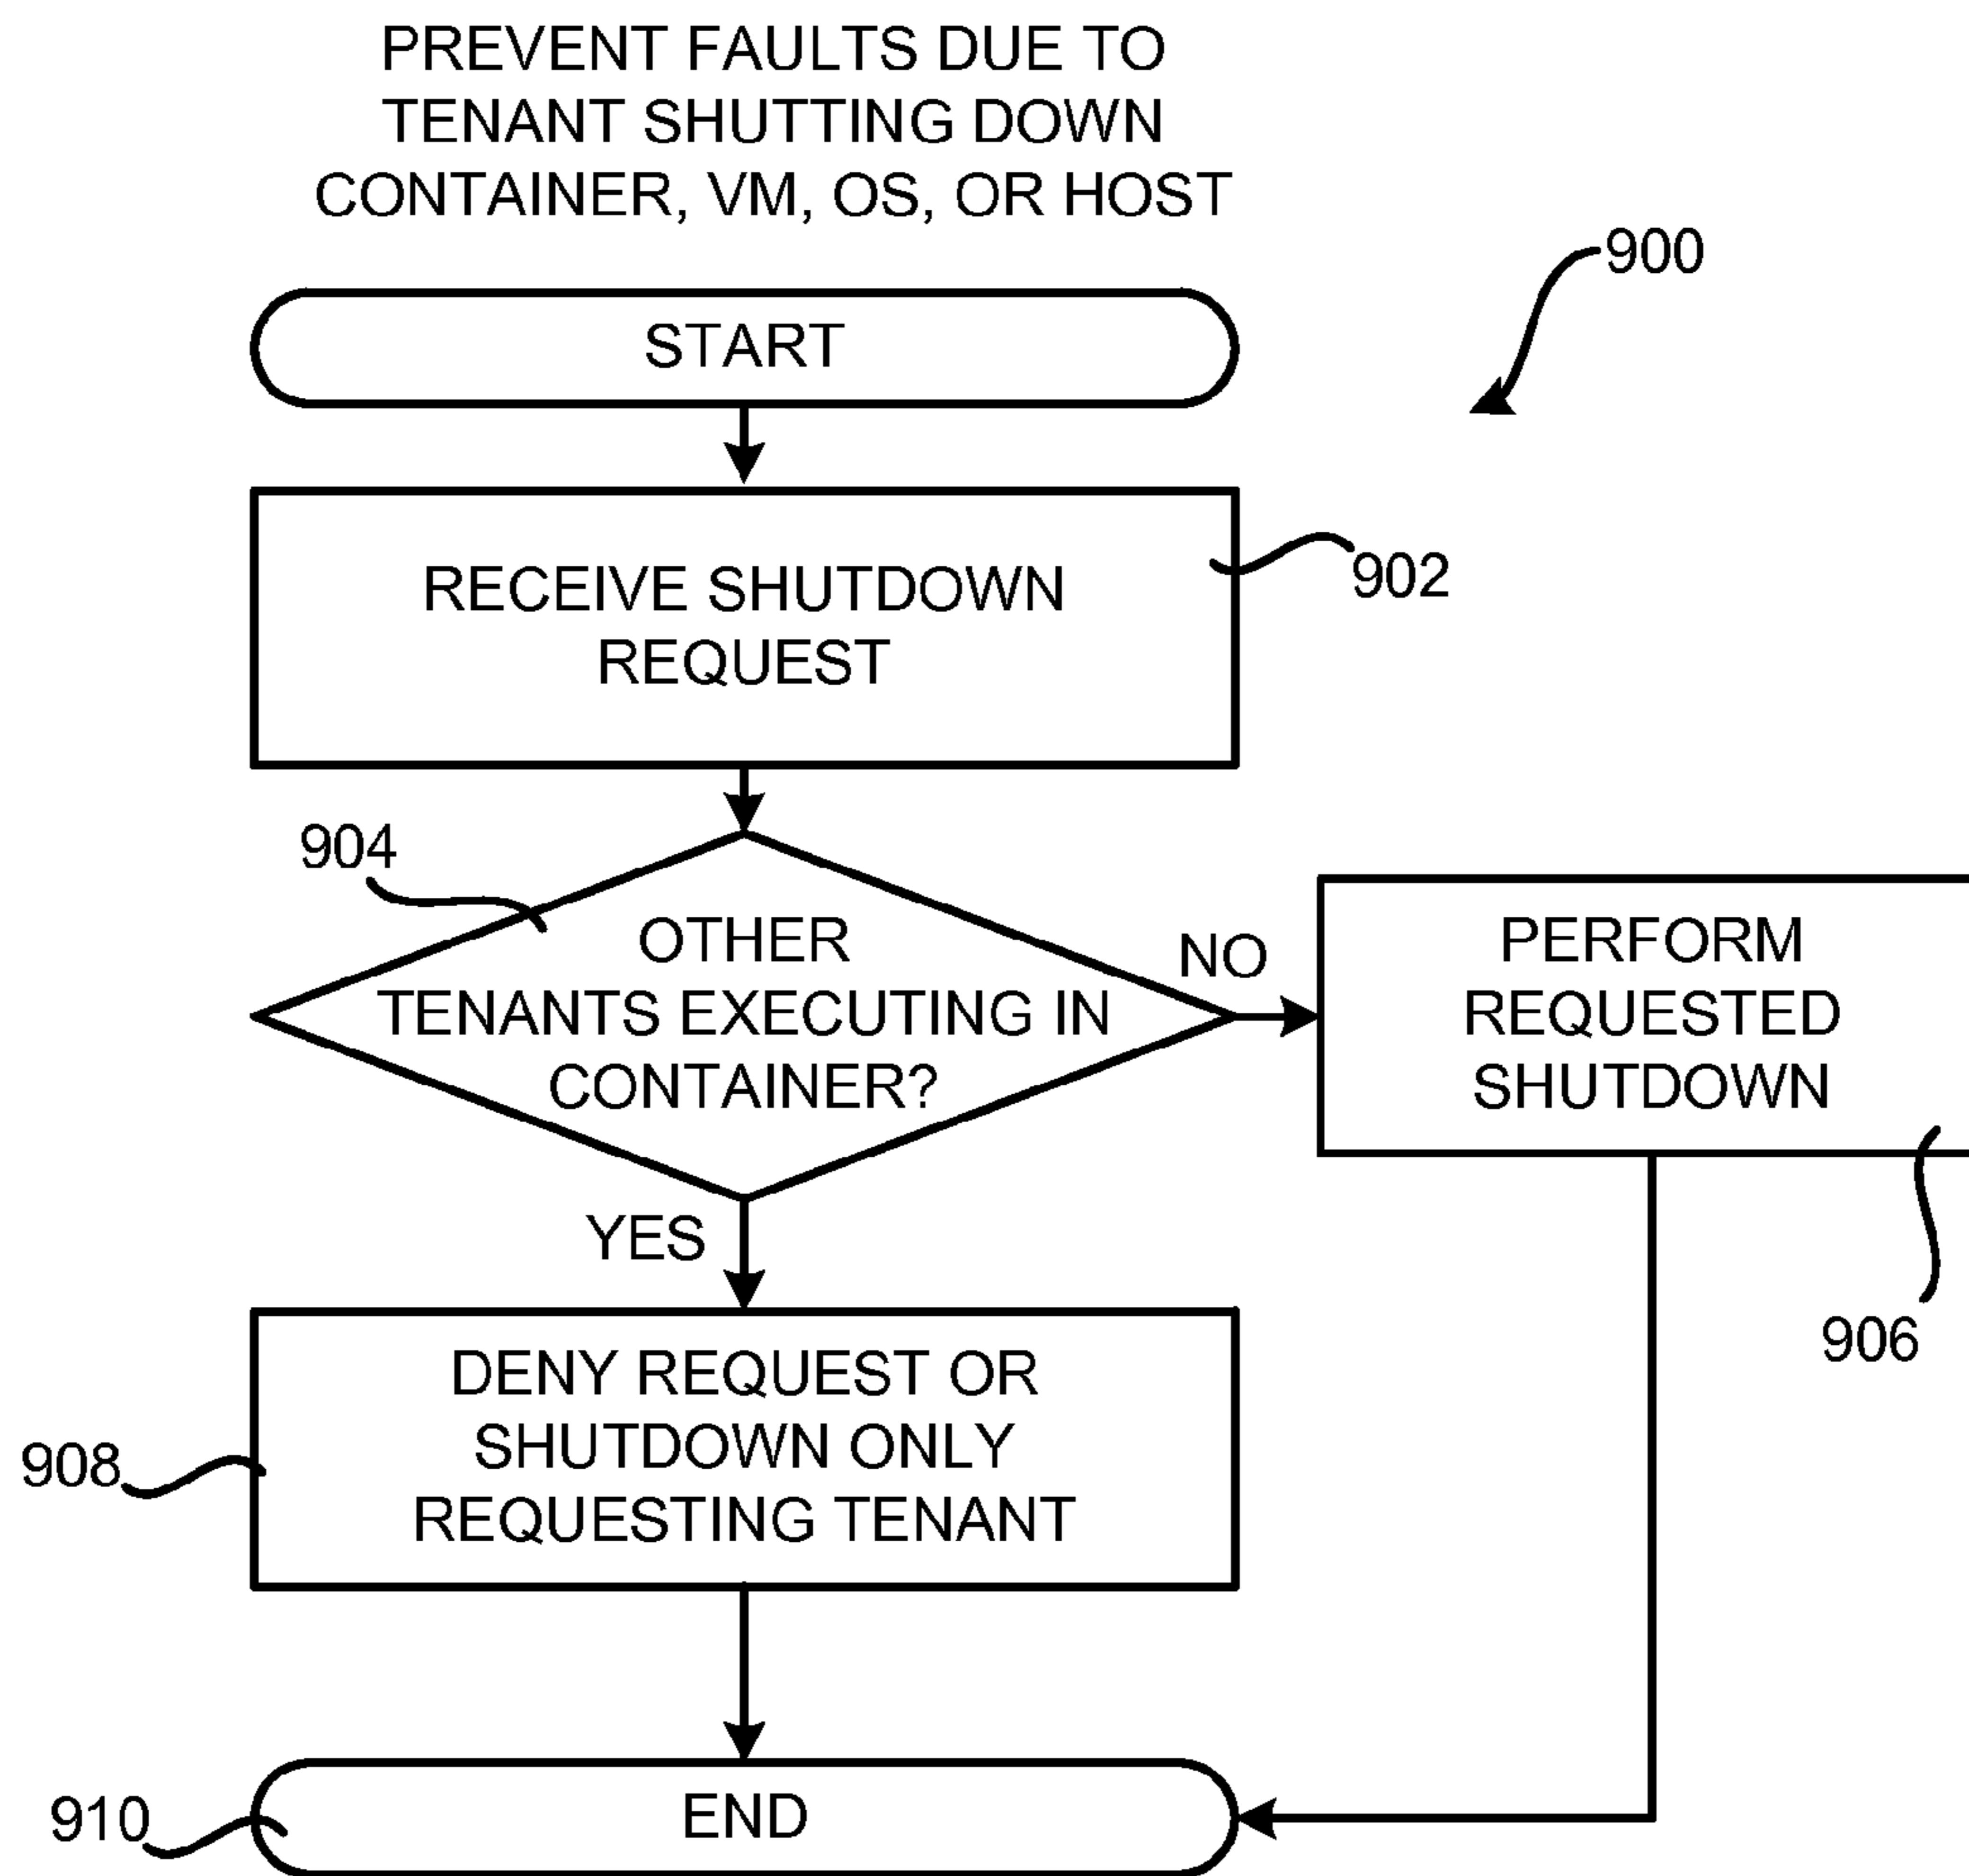 PREVENT FAULTS DUE TO
TENANT SHUTTING DOWN
CONTAINER, VM, OS, OR HOST
900
START
RECEIVE SHUTDOWN
REQUEST
902
904
OTHER
TENANTS EXECUTING IN
CONTAINER?
NO
PERFORM
REQUESTED
SHUTDOWN
906
YES
DENY REQUEST OR
SHUTDOWN ONLY
REQUESTING TENANT
908
END
910